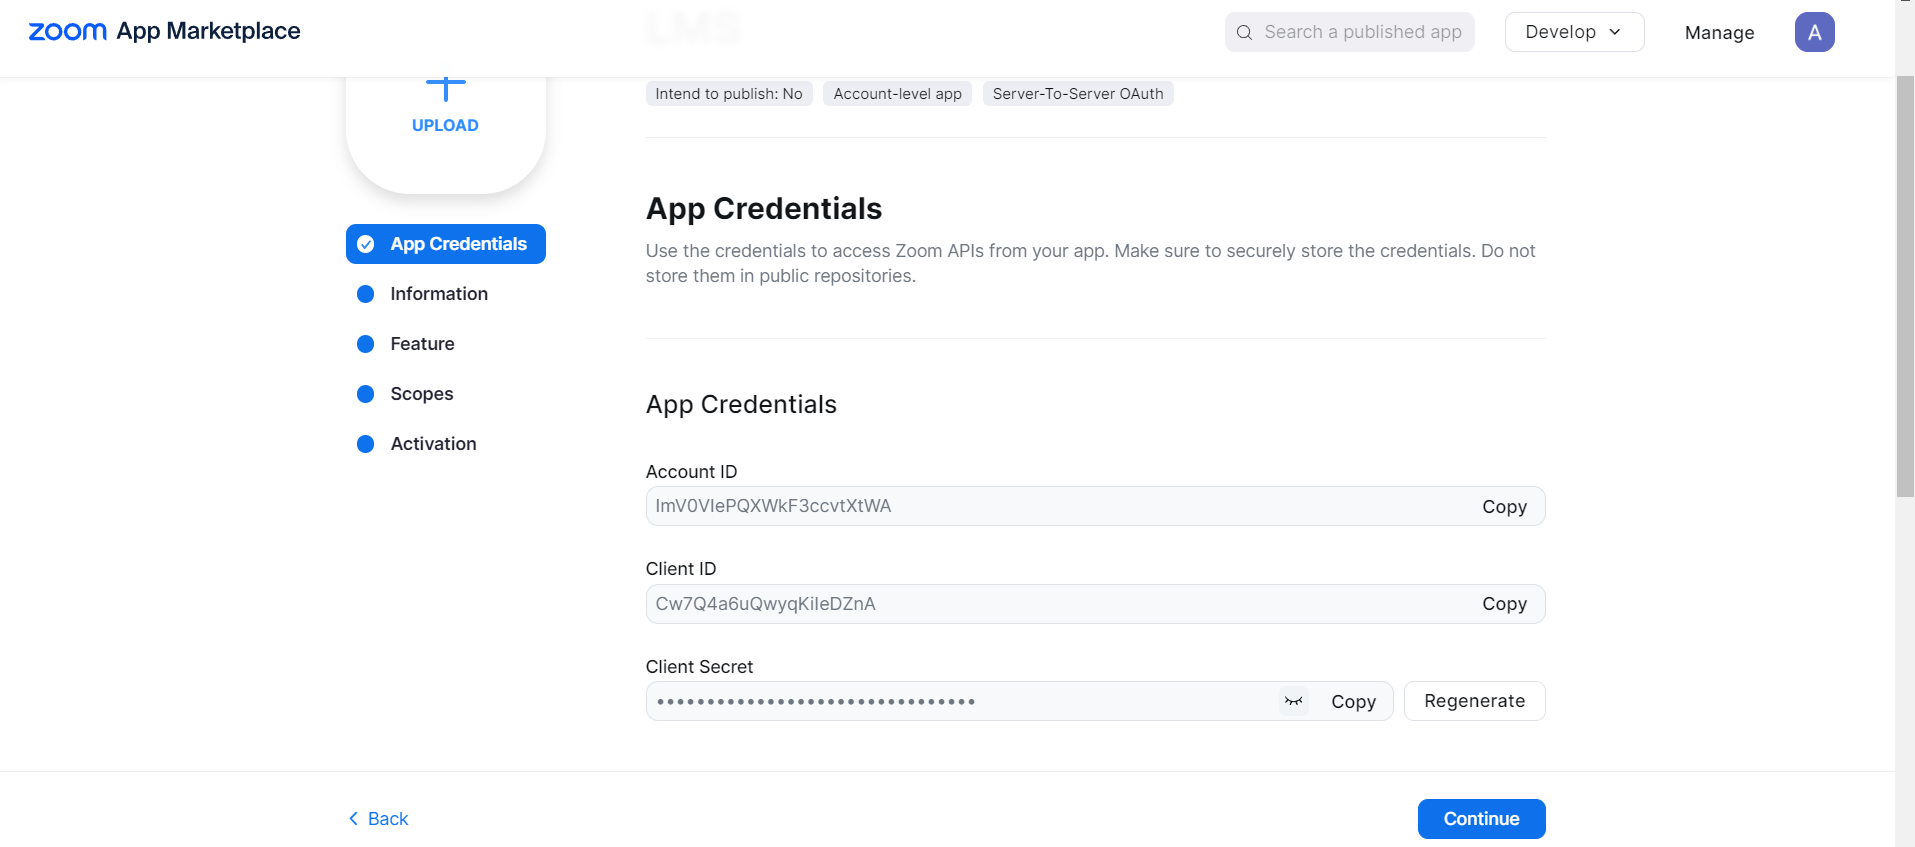 zoom App Marketplace
LMS
Search a published app
Develop
Manage
A
UPLOAD
Intend to publish: No
Account-level app
Server-To-Server OAuth
App Credentials
Use the credentials to access Zoom APIs from your app. Make sure to securely store the credentials. Do not
store them in public repositories.
App Credentials
Information
Feature
Scopes
Activation
App Credentials
Account ID
ImV0VIePQXWkF3ccvtXtWA
Copy
Client ID
Cw7Q4a6uQwyqKiIeDZnA
Copy
Client Secret
Copy
Regenerate
Back
Continue